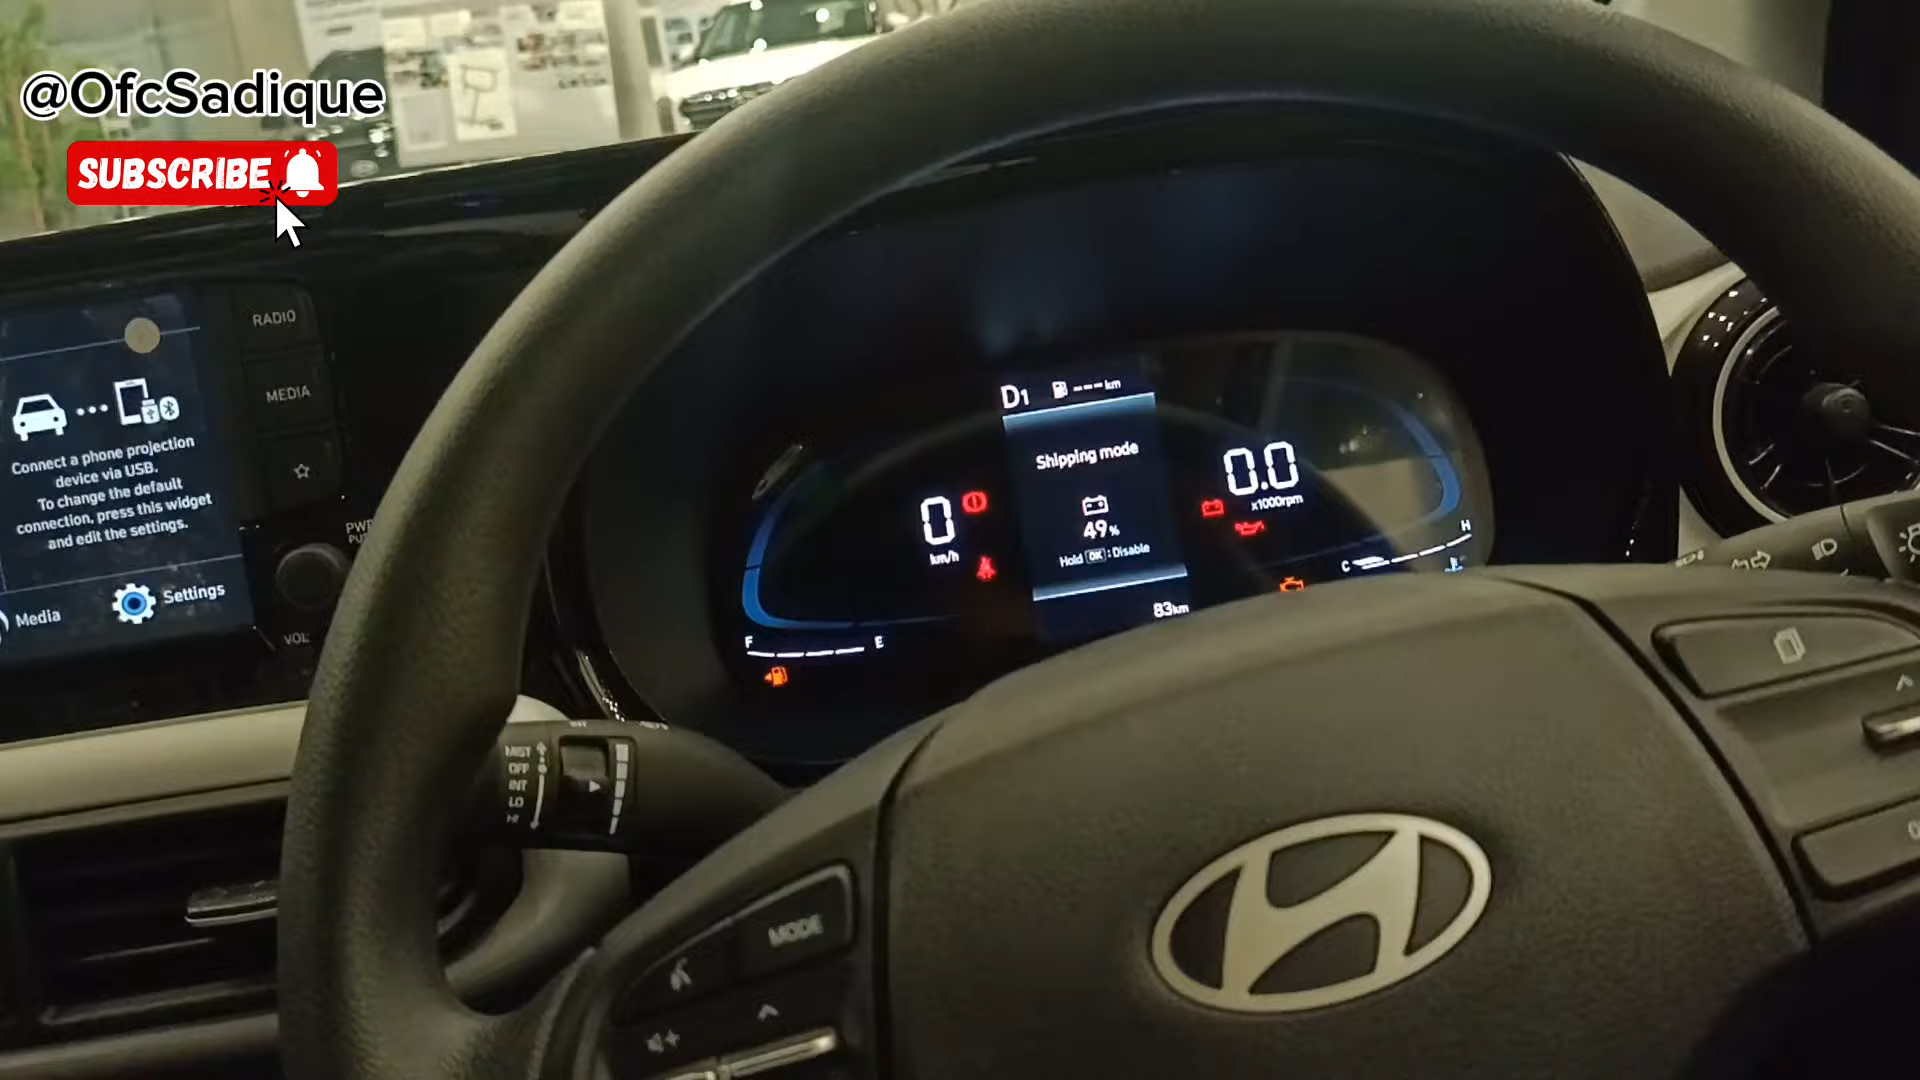 @OfcSadique
SUBSCRIBE
RADIO
MEDIA
Connect a phone projection
device via USB.
To change the default
connection, press this widget
and edit the settings.
Media
Settings
VOL
D1
--- km
Shipping mode
49%
Hold OK : Disable
83km
0
km/h
0.0
x1000rpm
F
E
C
H
MIST
OFF
INT
LO
HI
MODE